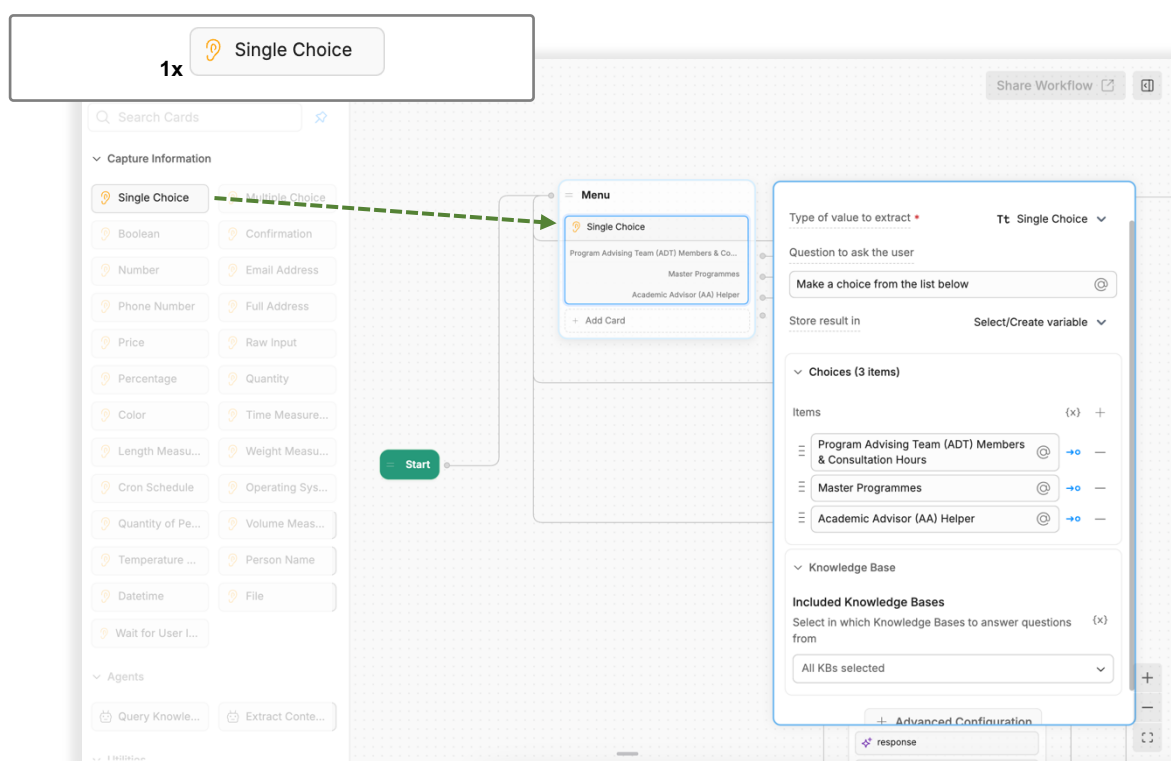 1x Single Choice
Share Workflow
Search Cards
Capture Information
Single Choice
Multiple Choice
Boolean
Confirmation
Number
Email Address
Phone Number
Full Address
Price
Raw Input
Percentage
Quantity
Color
Time Measure...
Length Measu...
Weight Measu...
Cron Schedule
Operating Sys...
Quantity of Pe...
Volume Meas...
Temperature ...
Person Name
Datetime
File
Wait for User I...
Agents
Query Knowle...
Extract Conte...
Utilities
Start
Menu
Single Choice
Program Advising Team (ADT) Members & Co...
Master Programmes
Academic Advisor (AA) Helper
+ Add Card
Type of value to extract *
Tt Single Choice
Question to ask the user
Make a choice from the list below @
Store result in
Select/Create variable
Choices (3 items)
Items {x} +
Program Advising Team (ADT) Members
& Consultation Hours @
Master Programmes @
Academic Advisor (AA) Helper @
Knowledge Base
Included Knowledge Bases
Select in which Knowledge Bases to answer questions
from {x}
All KBs selected
+ Advanced Configuration
response